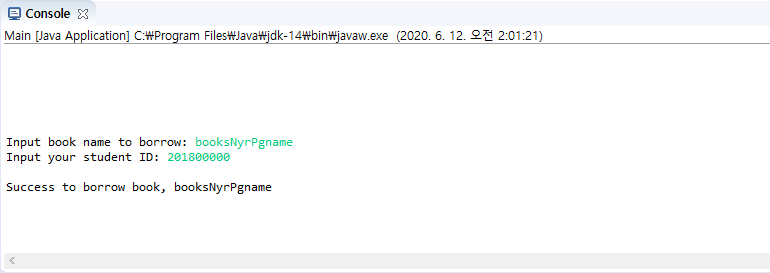 Console
Main [Java Application] C:₩Program Files₩Java₩jdk-14₩bin₩javaw.exe (2020. 6. 12. 오전 2:01:21)
Input book name to borrow: booksNyrPgname
Input your student ID: 201800000
Success to borrow book, booksNyrPgname